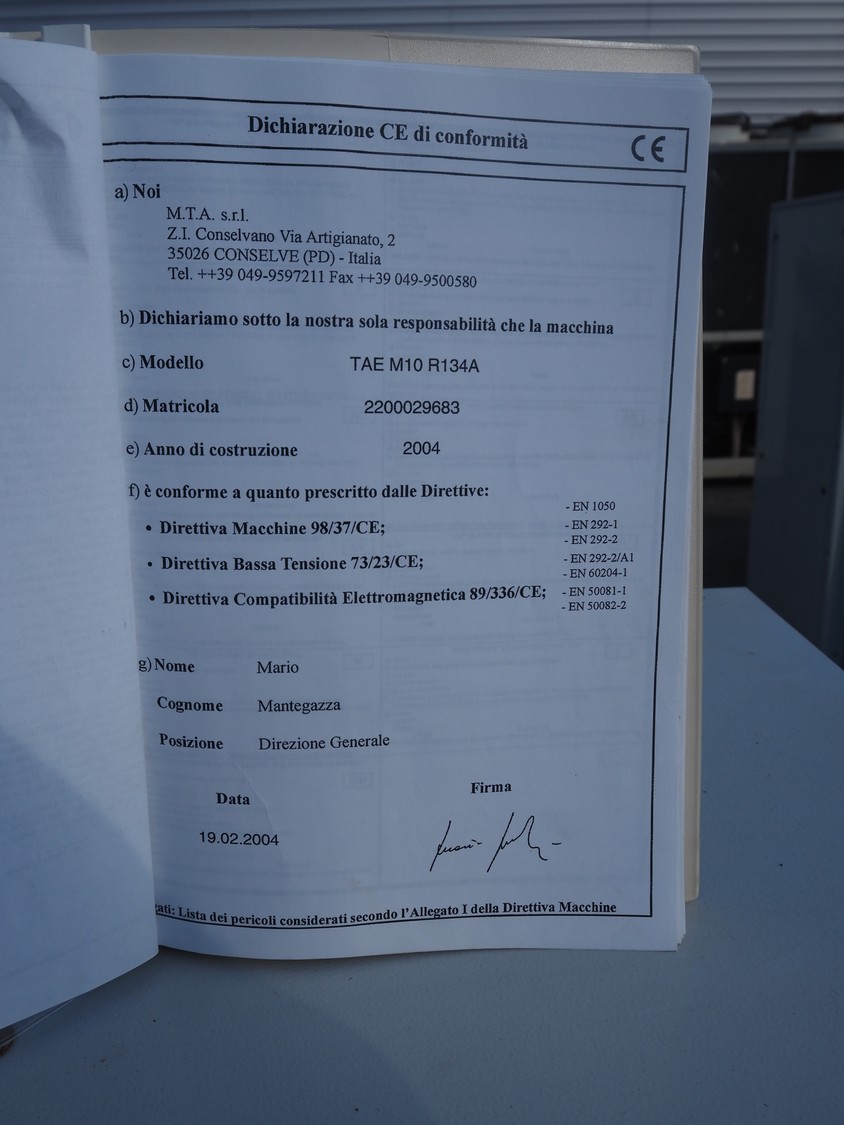 Dichiarazione CE di conformità
CE
a) Noi
M.T.A. s.r.l.
Z.I. Conselvano Via Artigianato, 2
35026 CONSELVE (PD) - Italia
Tel. ++39 049-9597211 Fax ++39 049-9500580
b) Dichiariamo sotto la nostra sola responsabilità che la macchina
c) Modello TAE M10 R134A
d) Matricola 2200029683
e) Anno di costruzione 2004
f) è conforme a quanto prescritto dalle Direttive:
- EN 1050
• Direttiva Macchine 98/37/CE; - EN 292-1
- EN 292-2
• Direttiva Bassa Tensione 73/23/CE; - EN 292-2/A1
- EN 60204-1
• Direttiva Compatibilità Elettromagnetica 89/336/CE; - EN 50081-1
- EN 50082-2
g) Nome Mario
Cognome Mantegazza
Posizione Direzione Generale
Data Firma
19.02.2004
ati: Lista dei pericoli considerati secondo l'Allegato I della Direttiva Macchine